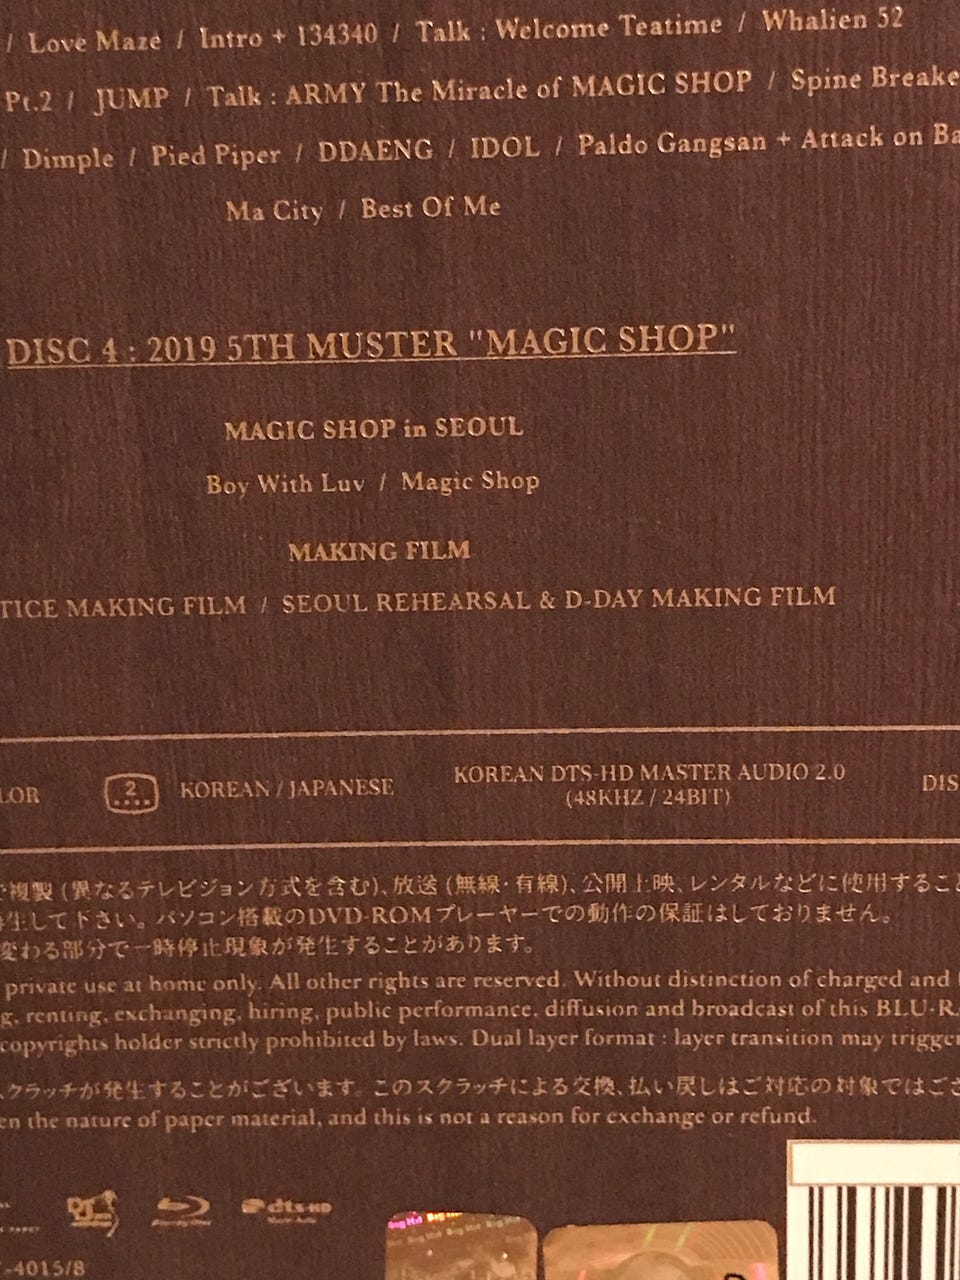 / Love Maze / Intro + 134340 / Talk : Welcome Teatime / Whalien 52
Pt.2 / JUMP / Talk : ARMY The Miracle of MAGIC SHOP / Spine Breake
/ Dimple / Pied Piper / DDAENG / IDOL / Paldo Gangsan + Attack on Ba
Ma City / Best Of Me
DISC 4 : 2019 5TH MUSTER "MAGIC SHOP"
MAGIC SHOP in SEOUL
Boy With Luv / Magic Shop
MAKING FILM
TICE MAKING FILM / SEOUL REHEARSAL & D-DAY MAKING FILM
LOR
2
KOREAN / JAPANESE
KOREAN DTS-HD MASTER AUDIO 2.0
(48KHZ / 24BIT)
DIS
複製 (異なるテレビジョン方式を含む)、放送 (無線・有線)、公開上映、レンタルなどに使用すること
生して下さい。パソコン搭載のDVD-ROMプレーヤーでの動作の保証はしておりません。
変わる部分で一時停止現象が発生することがあります。
private use at home only. All other rights are reserved. Without distinction of charged and
g, renting, exchanging, hiring, public performance, diffusion and broadcast of this BLU-RA
copyrights holder strictly prohibited by laws. Dual layer format : layer transition may trigger
スクラッチが発生することがございます。このスクラッチによる交換、払い戻しはご対応の対象ではござ
en the nature of paper material, and this is not a reason for exchange or refund.
dts-HD
Big Hit
-4015/8